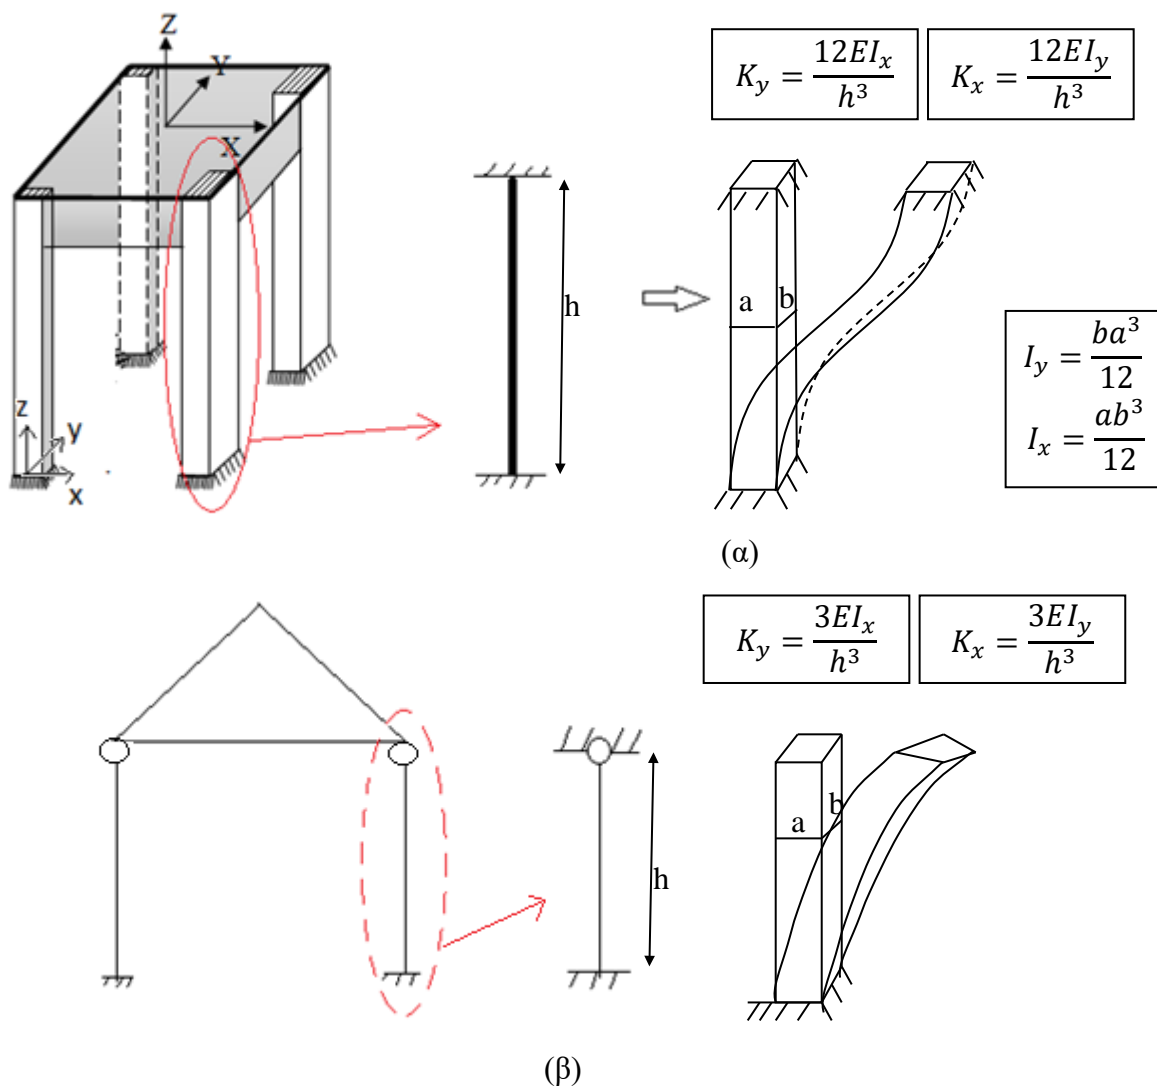 Z
Y
X
z
y
x
h
K_y = 12EI_x / h^3
K_x = 12EI_y / h^3
a
b
I_y = ba^3 / 12
I_x = ab^3 / 12
(α)
K_y = 3EI_x / h^3
K_x = 3EI_y / h^3
h
a
b
(β)